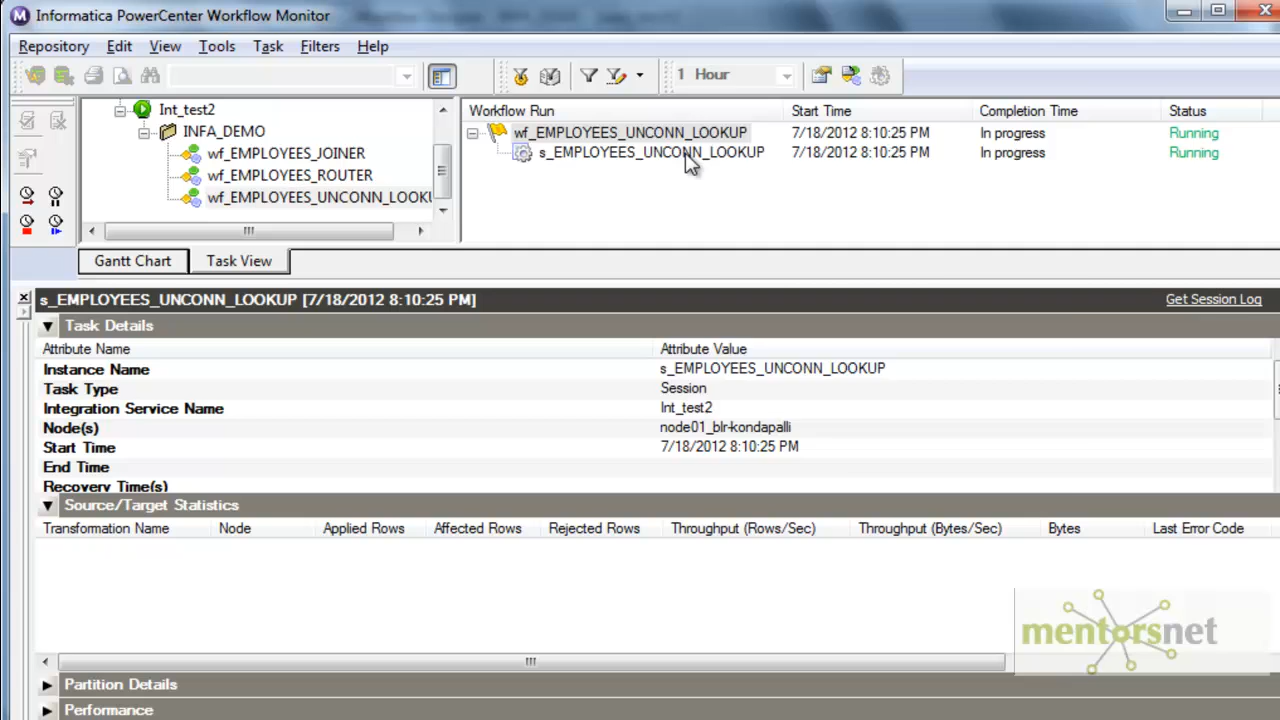 Informatica PowerCenter Workflow Monitor
Repository Edit View Tools Task Filters Help
1 Hour
Int_test2
INFA_DEMO
wf_EMPLOYEES_JOINER
wf_EMPLOYEES_ROUTER
wf_EMPLOYEES_UNCONN_LOOKU
Workflow Run Start Time Completion Time Status
wf_EMPLOYEES_UNCONN_LOOKUP 7/18/2012 8:10:25 PM In progress Running
s_EMPLOYEES_UNCONN_LOOKUP 7/18/2012 8:10:25 PM In progress Running
Gantt Chart Task View
s_EMPLOYEES_UNCONN_LOOKUP [7/18/2012 8:10:25 PM] Get Session Log
Task Details
Attribute Name Attribute Value
Instance Name s_EMPLOYEES_UNCONN_LOOKUP
Task Type Session
Integration Service Name Int_test2
Node(s) node01_blr-kondapalli
Start Time 7/18/2012 8:10:25 PM
End Time
Recovery Time(s)
Source/Target Statistics
Transformation Name Node Applied Rows Affected Rows Rejected Rows Throughput (Rows/Sec) Throughput (Bytes/Sec) Bytes Last Error Code
mentorsnet
Partition Details
Performance